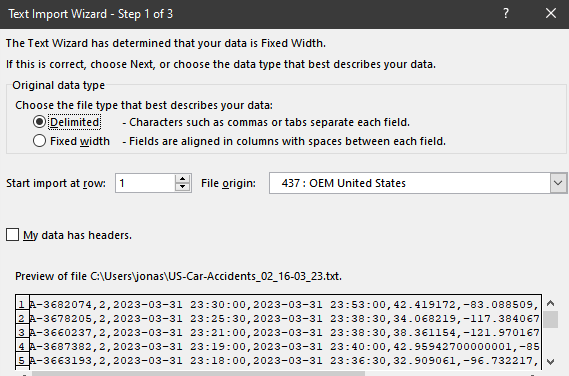 Text Import Wizard - Step 1 of 3 ?
The Text Wizard has determined that your data is Fixed Width.
If this is correct, choose Next, or choose the data type that best describes your data.
Original data type
Choose the file type that best describes your data:
Delimited - Characters such as commas or tabs separate each field.
Fixed width - Fields are aligned in columns with spaces between each field.
Start import at row: 1 File origin: 437 : OEM United States
My data has headers.
Preview of file C:\Users\jonas\US-Car-Accidents_02_16-03_23.txt.
1 A-3682074,2,2023-03-31 23:30:00,2023-03-31 23:53:00,42.419172,-83.088509,
2 A-3678205,2,2023-03-31 23:25:30,2023-03-31 23:38:30,34.068219,-117.384067
3 A-3660237,2,2023-03-31 23:21:00,2023-03-31 23:38:30,38.361154,-121.970167
4 A-3687382,2,2023-03-31 23:19:00,2023-03-31 23:40:00,42.95942700000001,-85
5 A-3663193,2,2023-03-31 23:18:00,2023-03-31 23:36:30,32.909061,-96.732217,